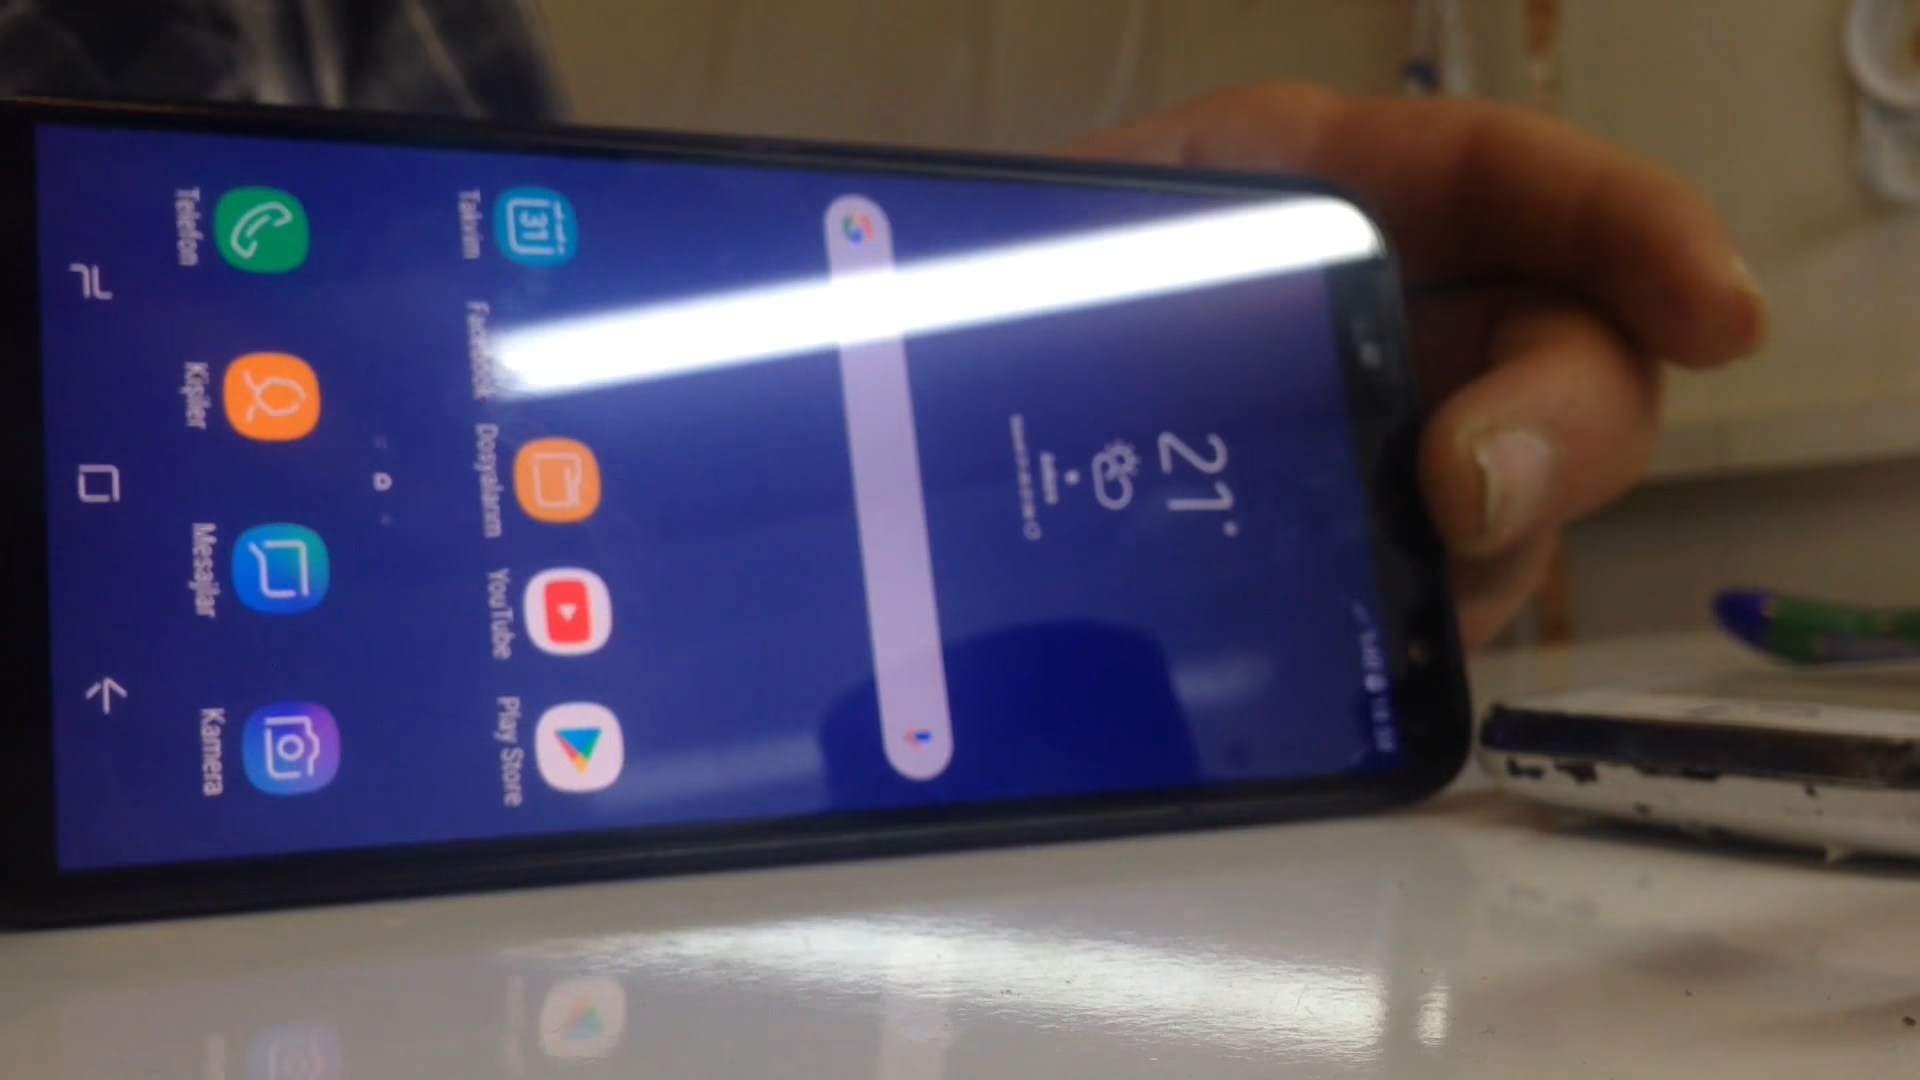 21°
Takvim
Facebook
Dosyalarım
YouTube
Play Store
Telefon
Kişiler
Mesajlar
Kamera